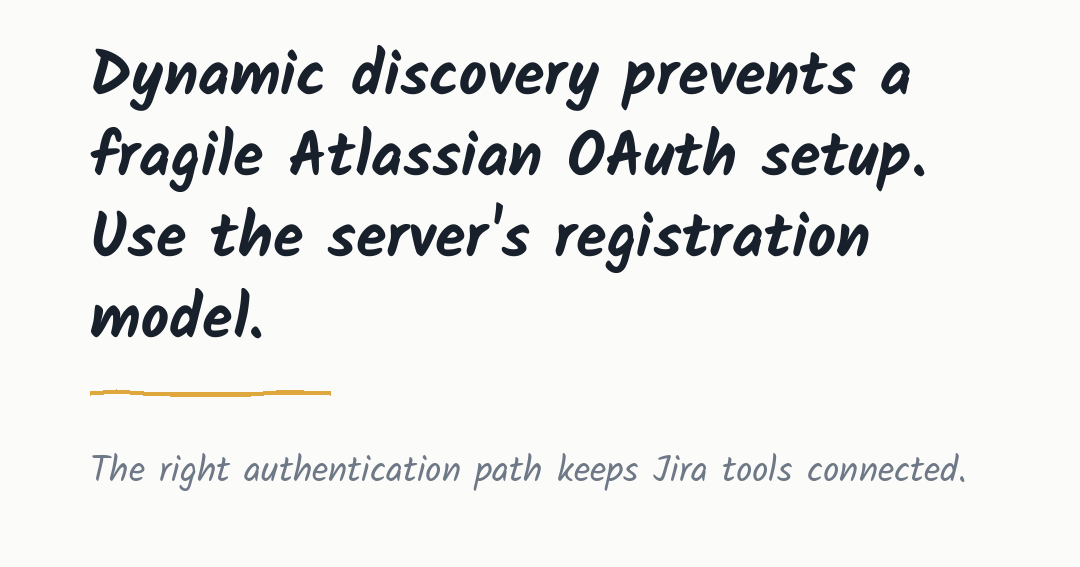 Dynamic discovery prevents a
fragile Atlassian OAuth setup.
Use the server's registration
model.
The right authentication path keeps Jira tools connected.